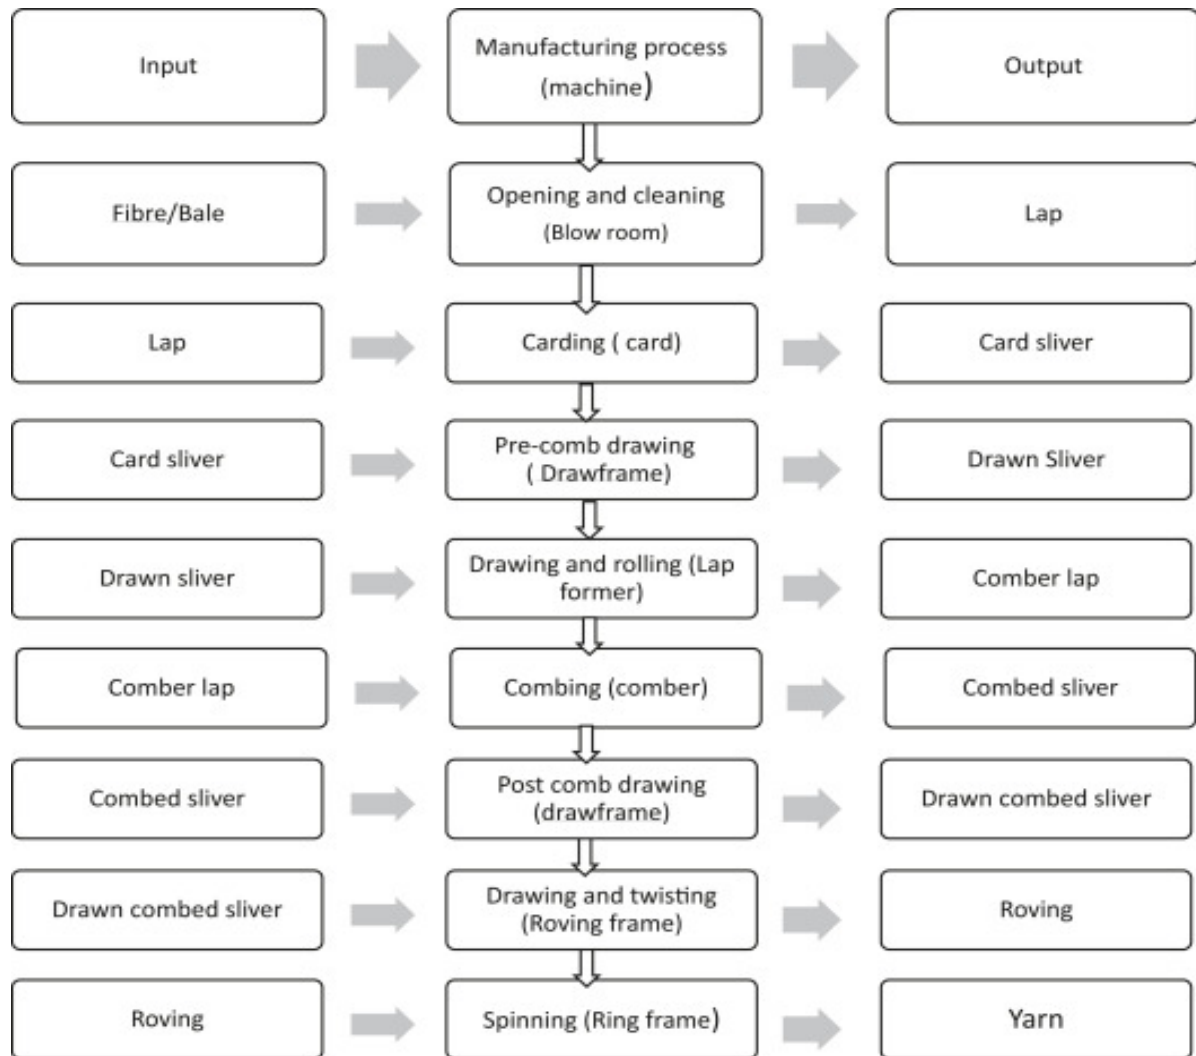 Input
Manufacturing process
(machine)
Output
Fibre/Bale
Opening and cleaning
(Blow room)
Lap
Lap
Carding ( card)
Card sliver
Card sliver
Pre-comb drawing
( Drawframe)
Drawn Sliver
Drawn sliver
Drawing and rolling (Lap
former)
Comber lap
Comber lap
Combing (comber)
Combed sliver
Combed sliver
Post comb drawing
(drawframe)
Drawn combed sliver
Drawn combed sliver
Drawing and twisting
(Roving frame)
Roving
Roving
Spinning (Ring frame)
Yarn